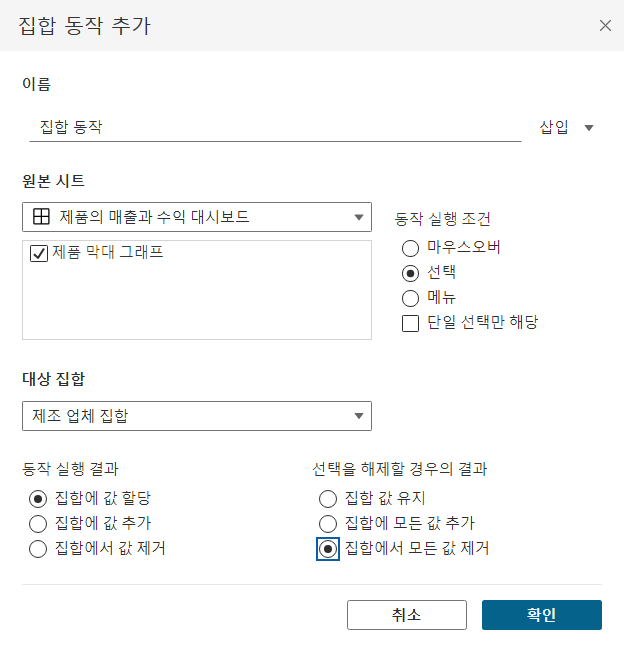 집합 동작 추가
이름
집합 동작
삽입
원본 시트
제품의 매출과 수익 대시보드
제품 막대 그래프
동작 실행 조건
마우스오버
선택
메뉴
단일 선택만 해당
대상 집합
제조 업체 집합
동작 실행 결과
집합에 값 할당
집합에 값 추가
집합에서 값 제거
선택을 해제할 경우의 결과
집합 값 유지
집합에 모든 값 추가
집합에서 모든 값 제거
취소
확인